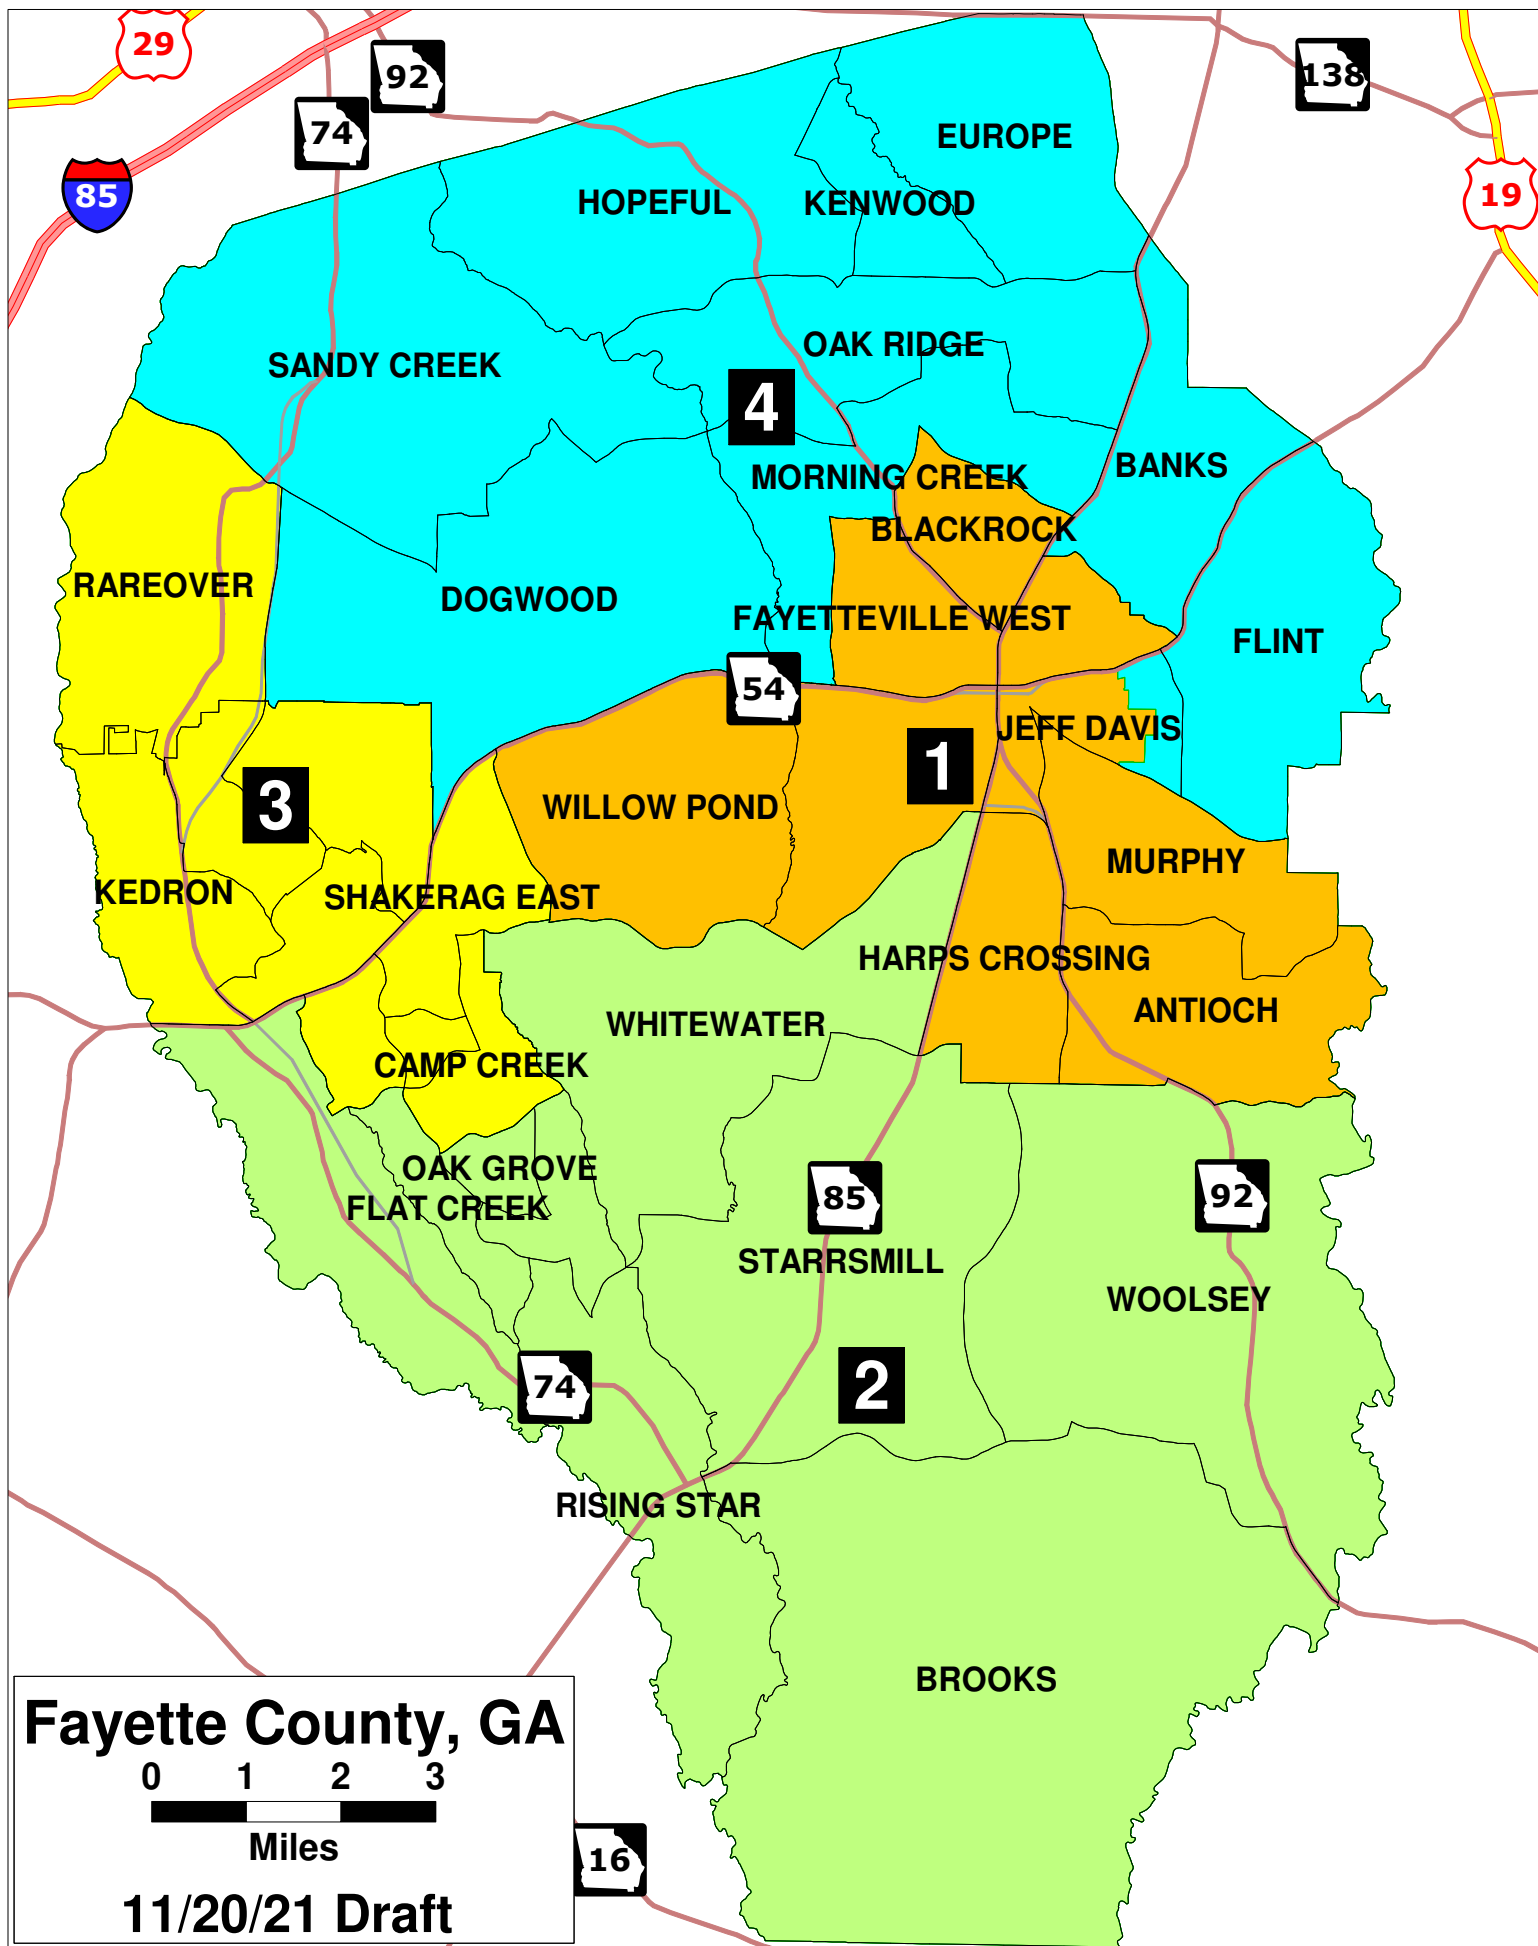 29
92
138
74
EUROPE
85
19
HOPEFUL
KENWOOD
OAK RIDGE
SANDY CREEK
4
BANKS
MORNING CREEK
BLACKROCK
RAREOVER
DOGWOOD
FAYETTEVILLE WEST
FLINT
54
JEFF DAVIS
1
3
WILLOW POND
MURPHY
KEDRON
SHAKERAG EAST
HARPS CROSSING
ANTIOCH
WHITEWATER
CAMP CREEK
OAK GROVE
85
92
FLAT CREEK
STARRSMILL
WOOLSEY
74
2
RISING STAR
BROOKS
Fayette County, GA
0 1 2 3
Miles
16
11/20/21 Draft